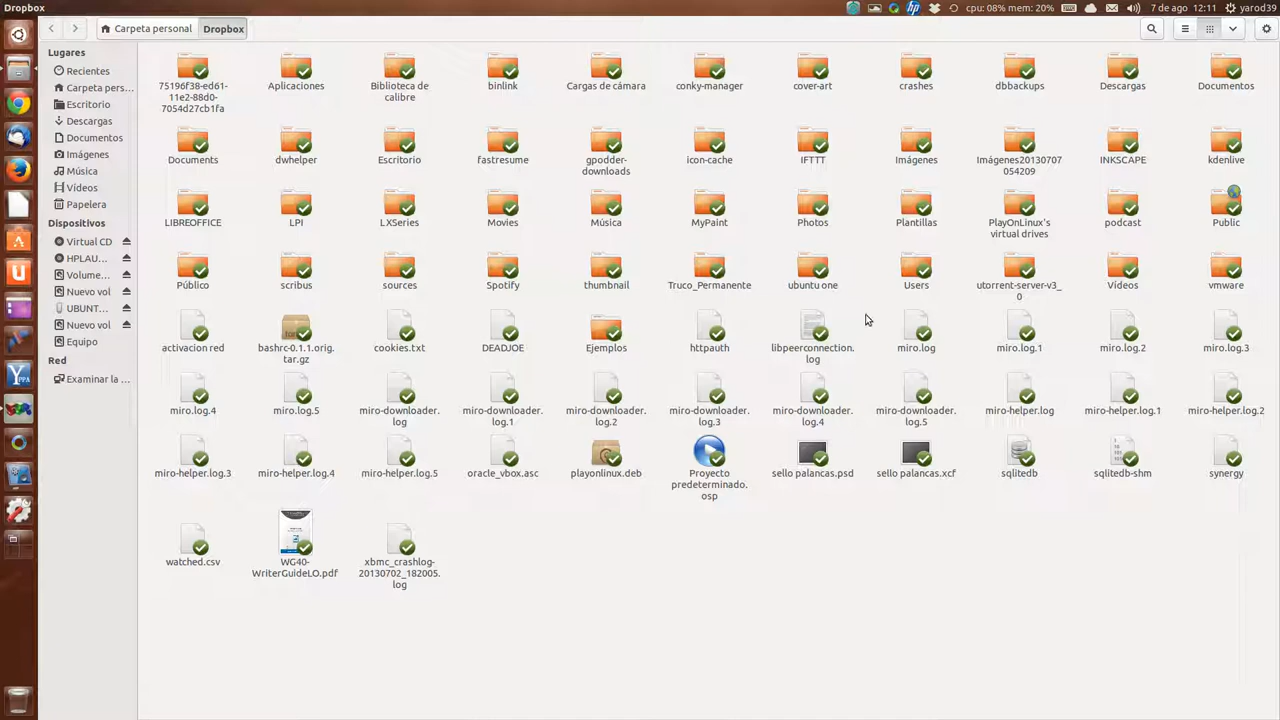 Dropbox
cpu: 08% mem: 20%
7 de ago 12:11
yarod39
Carpeta personal
Dropbox
Lugares
Recientes
Carpeta pers...
Escritorio
Descargas
Documentos
Imágenes
Música
Vídeos
Papelera
Dispositivos
Virtual CD
HPLAU...
Volume...
Nuevo vol
UBUNT...
Nuevo vol
Equipo
Red
Examinar la ...
75196f38-ed61-
11e2-88d0-
7054d27cb1fa
Aplicaciones
Biblioteca de
calibre
binlink
Cargas de cámara
conky-manager
cover-art
crashes
dbbackups
Descargas
Documentos
Documents
dwhelper
Escritorio
fastresume
gpodder-
downloads
icon-cache
IFTTT
Imágenes
Imágenes20130707
054209
INKSCAPE
kdenlive
LIBREOFFICE
LPI
LXSeries
Movies
Música
MyPaint
Photos
Plantillas
PlayOnLinux's
virtual drives
podcast
Public
Público
scribus
sources
Spotify
thumbnail
Truco_Permanente
ubuntu one
Users
utorrent-server-v3_
0
Vídeos
vmware
activacion red
bashrc-0.1.1.orig.
tar.gz
cookies.txt
DEADJOE
Ejemplos
httpauth
libpeerconnection.
log
miro.log
miro.log.1
miro.log.2
miro.log.3
miro.log.4
miro.log.5
miro-downloader.
log
miro-downloader.
log.1
miro-downloader.
log.2
miro-downloader.
log.3
miro-downloader.
log.4
miro-downloader.
log.5
miro-helper.log
miro-helper.log.1
miro-helper.log.2
miro-helper.log.3
miro-helper.log.4
miro-helper.log.5
oracle_vbox.asc
playonlinux.deb
Proyecto
predeterminado.
osp
sello palancas.psd
sello palancas.xcf
sqlitedb
sqlitedb-shm
synergy
watched.csv
WG40-
WriterGuideLO.pdf
xbmc_crashlog-
20130702_182005.
log